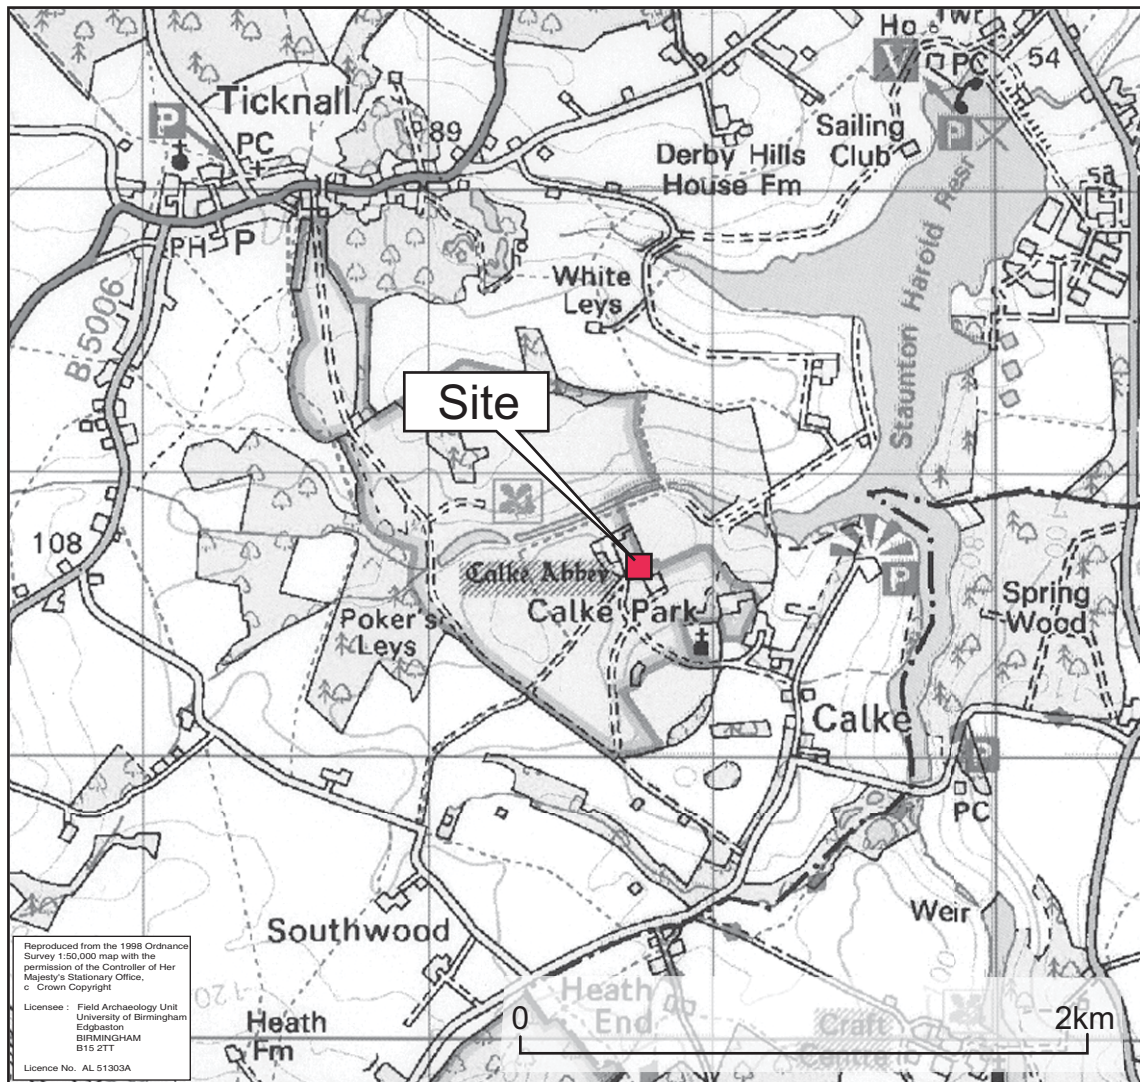 Ho
Twr
V
PC
54
Ticknall
P
PC
89
Sailing
Club
P
Derby Hills
House Fm
Staunton Harold Resr
53
PH
P
White
Leys
B 5006
Site
108
Calke Abbey
Calke Park
P
Spring
Wood
Poker's
Leys
Calke
P
PC
Weir
Southwood
120
Heath
End
Heath
Fm
Craft
Centre
0
2km
Reproduced from the 1998 Ordnance
Survey 1:50,000 map with the
permission of the Controller of Her
Majesty's Stationary Office,
c Crown Copyright
Licensee : Field Archaeology Unit
University of Birmingham
Edgbaston
BIRMINGHAM
B15 2TT
Licence No. AL 51303A